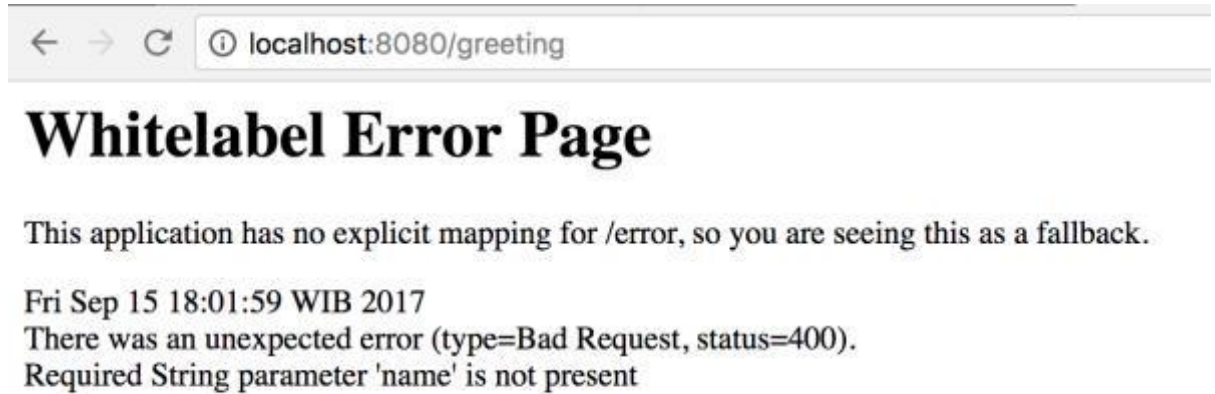 localhost:8080/greeting
Whitelabel Error Page
This application has no explicit mapping for /error, so you are seeing this as a fallback.
Fri Sep 15 18:01:59 WIB 2017
There was an unexpected error (type=Bad Request, status=400).
Required String parameter 'name' is not present